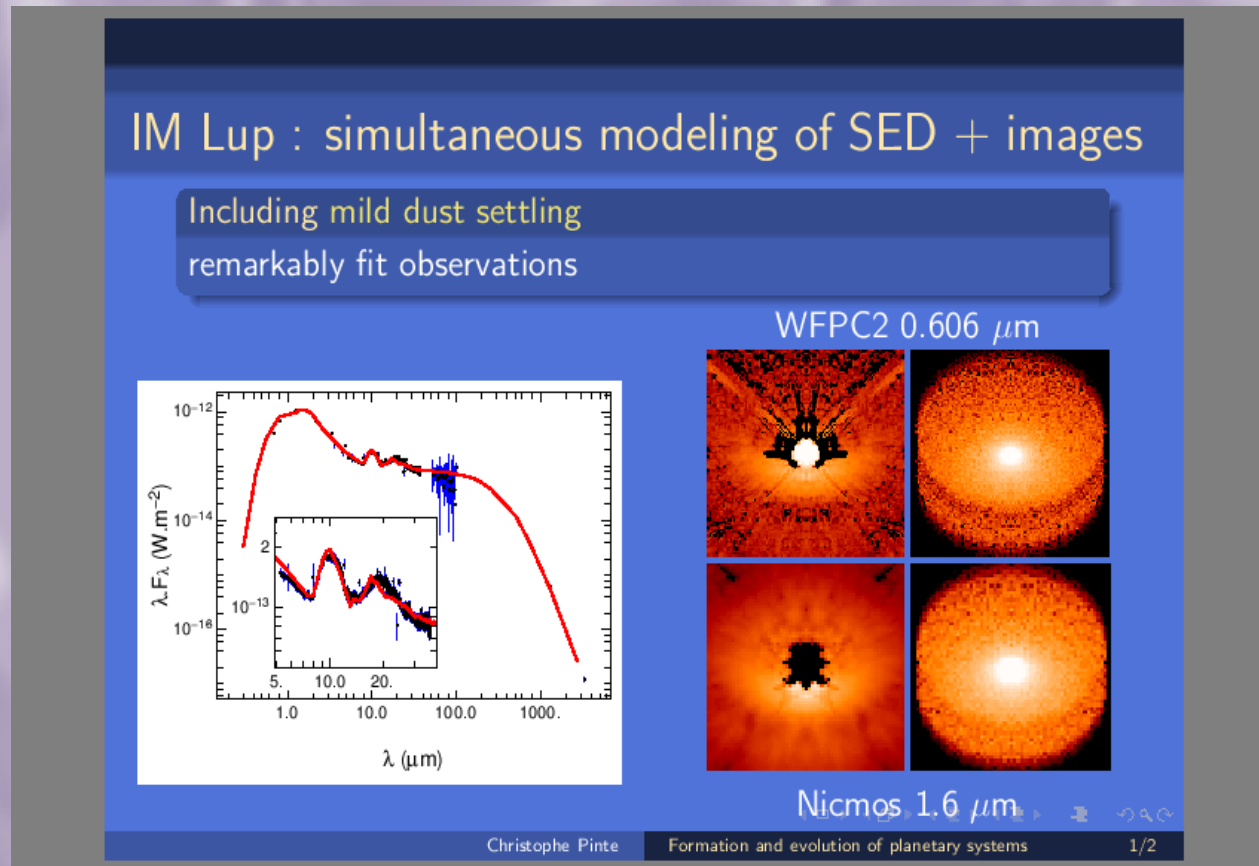 IM Lup : simultaneous modeling of SED + images
Including mild dust settling
remarkably fit observations
WFPC2 0.606 μm
10⁻¹²
10⁻¹⁴
10⁻¹⁶
λ.Fλ (W.m⁻²)
2
10⁻¹³
5. 10.0 20.
1.0 10.0 100.0 1000.
λ (μm)
Nicmos 1.6 μm
Christophe Pinte Formation and evolution of planetary systems 1/2